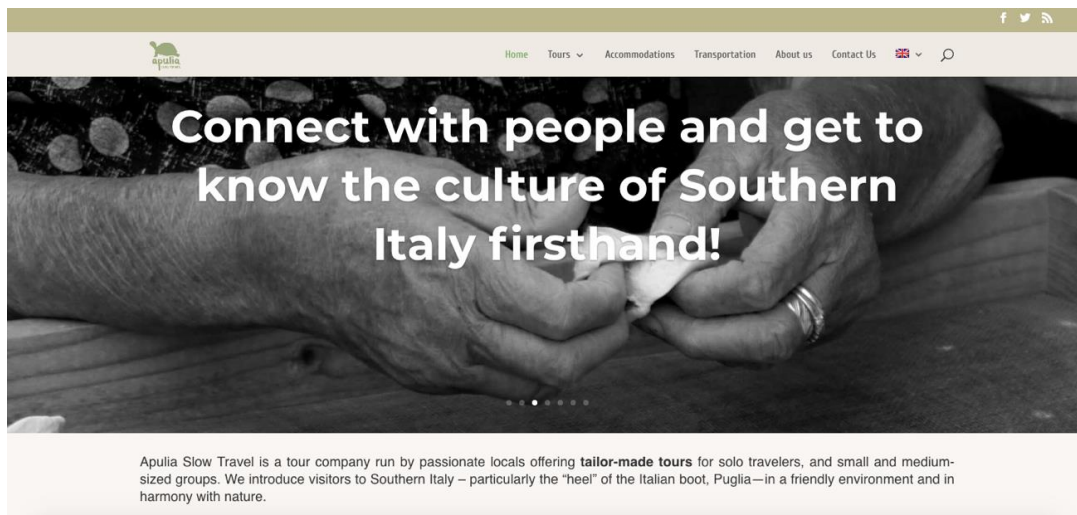 apulia
Home
Tours
Accommodations
Transportation
About us
Contact Us
Connect with people and get to
know the culture of Southern
Italy firsthand!
Apulia Slow Travel is a tour company run by passionate locals offering tailor-made tours for solo travelers, and small and medium-
sized groups. We introduce visitors to Southern Italy – particularly the “heel” of the Italian boot, Puglia—in a friendly environment and in
harmony with nature.